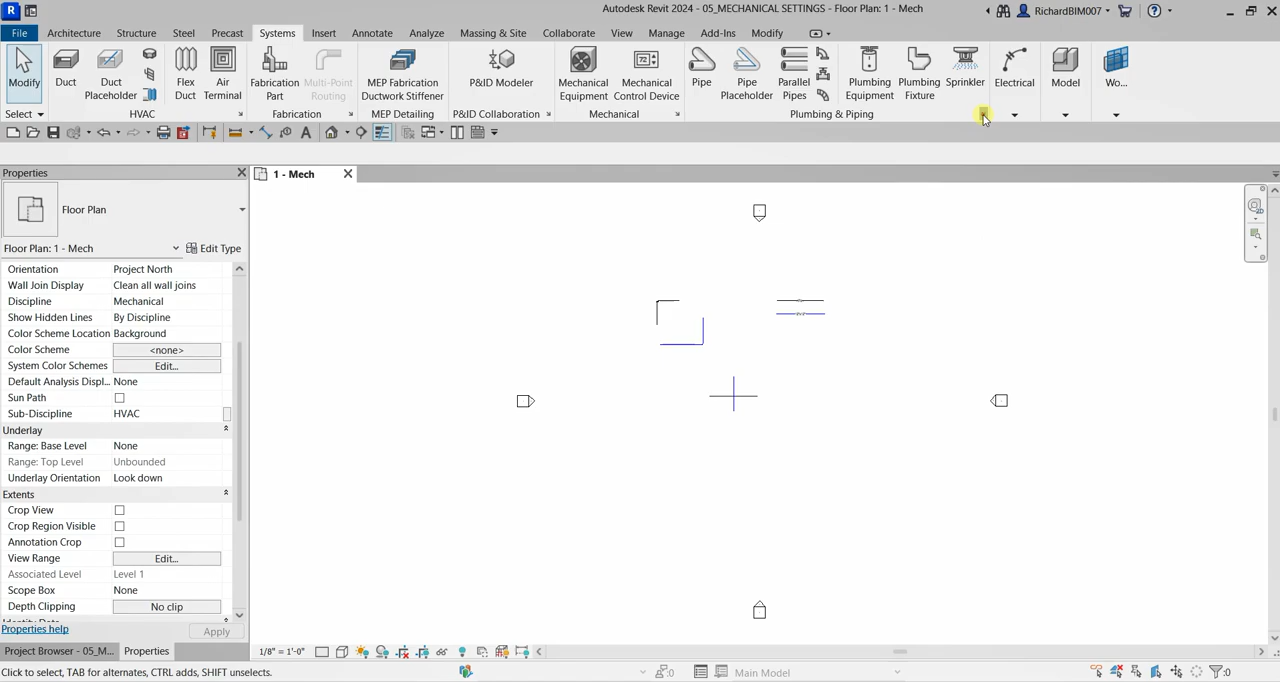 Autodesk Revit 2024 - 05_MECHANICAL SETTINGS - Floor Plan: 1 - Mech
RichardBIM007
File Architecture Structure Steel Precast Systems Insert Annotate Analyze Massing & Site Collaborate View Manage Add-Ins Modify
Modify
Duct
Duct Placeholder
Flex Duct
Air Terminal
Fabrication Part
Multi-Point Routing
MEP Fabrication Ductwork Stiffener
P&ID Modeler
Mechanical Equipment
Mechanical Control Device
Pipe
Pipe Placeholder
Parallel Pipes
Plumbing Equipment
Plumbing Fixture
Sprinkler
Electrical
Model
Wo...
Select HVAC Fabrication MEP Detailing P&ID Collaboration Mechanical Plumbing & Piping
Properties
1 - Mech
Floor Plan
Floor Plan: 1 - Mech Edit Type
Orientation Project North
Wall Join Display Clean all wall joins
Discipline Mechanical
Show Hidden Lines By Discipline
Color Scheme Location Background
Color Scheme <none>
System Color Schemes Edit...
Default Analysis Displ... None
Sun Path
Sub-Discipline HVAC
Underlay
Range: Base Level None
Range: Top Level Unbounded
Underlay Orientation Look down
Extents
Crop View
Crop Region Visible
Annotation Crop
View Range Edit...
Associated Level Level 1
Scope Box None
Depth Clipping No clip
Properties help Apply
Project Browser - 05_M... Properties
1/8" = 1'-0"
Click to select, TAB for alternates, CTRL adds, SHIFT unselects.
:0
Main Model
:0